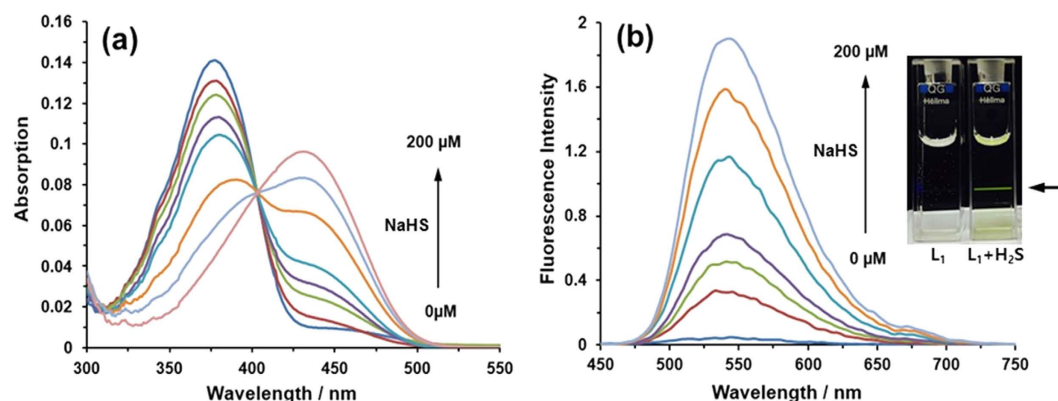 (a)
Absorption
0.16
0.14
0.12
0.1
0.08
0.06
0.04
0.02
0
300
350
400
450
500
550
Wavelength / nm
200 µM
NaHS
0µM
(b)
Fluorescence Intensity
2
1.6
1.2
0.8
0.4
0
450
500
550
600
650
700
750
Wavelength / nm
200 µM
NaHS
0 µM
QG
Hellma
QG
Hellma
L₁
L₁+H₂S